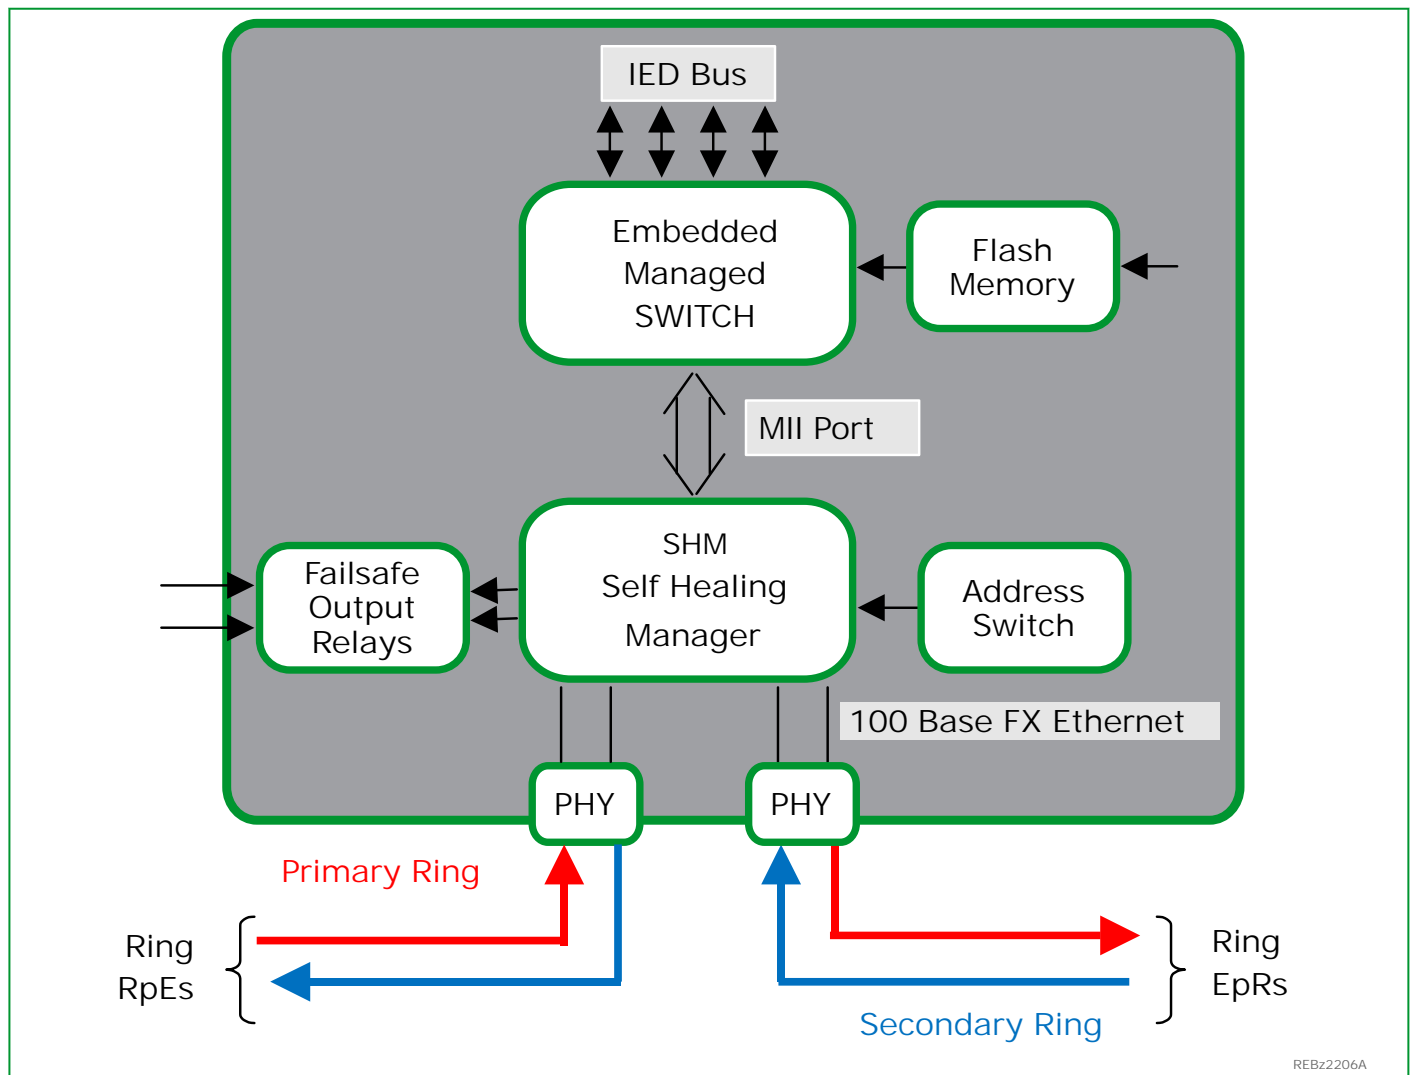 IED Bus
Embedded
Managed
SWITCH
Flash
Memory
MII Port
SHM
Self Healing
Manager
Failsafe
Output
Relays
Address
Switch
100 Base FX Ethernet
PHY
PHY
Primary Ring
Ring
RpEs
Ring
EpRs
Secondary Ring
REBz2206A